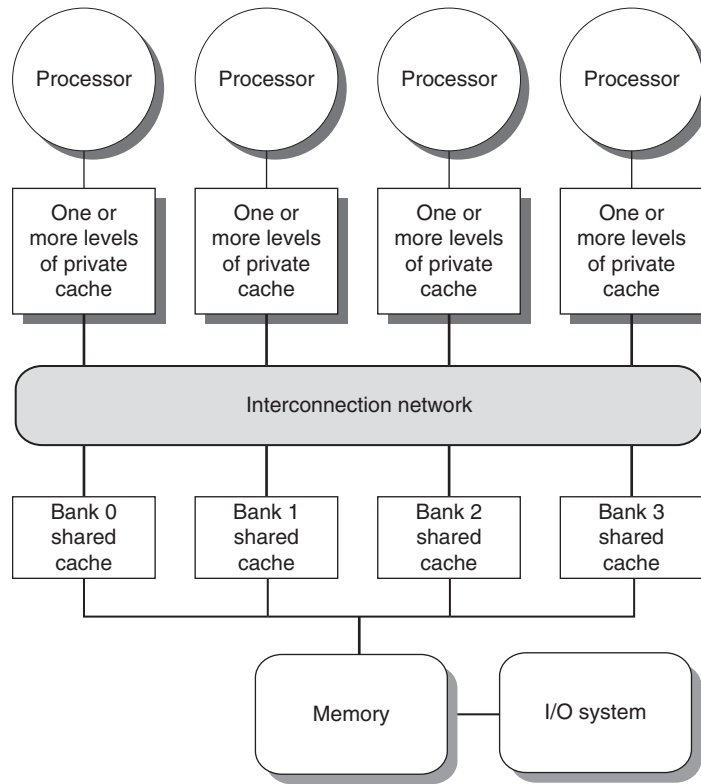 Processor
Processor
Processor
Processor
One or
more levels
of private
cache
One or
more levels
of private
cache
One or
more levels
of private
cache
One or
more levels
of private
cache
Interconnection network
Bank 0
shared
cache
Bank 1
shared
cache
Bank 2
shared
cache
Bank 3
shared
cache
Memory
I/O system